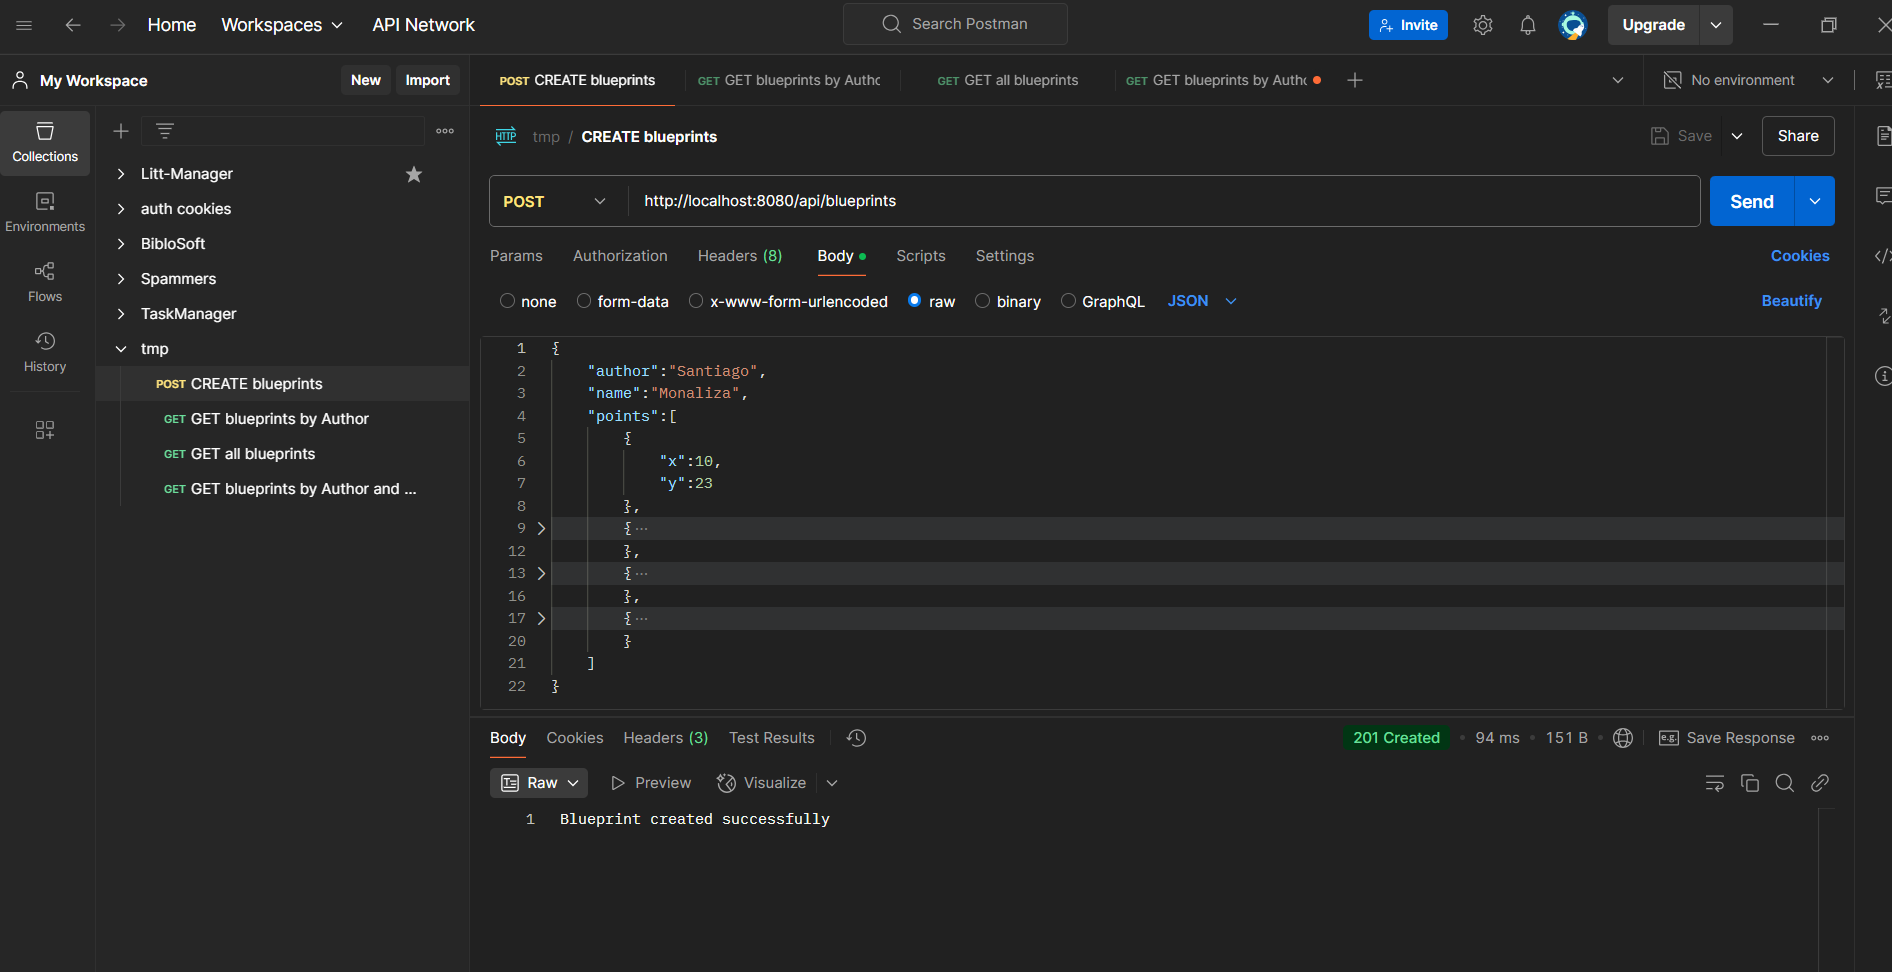 Home Workspaces API Network Search Postman Invite Upgrade
My Workspace New Import
POST CREATE blueprints GET GET blueprints by Autho GET GET all blueprints GET GET blueprints by Autho No environment
Collections
Environments
Flows
History
Litt-Manager
auth cookies
BibloSoft
Spammers
TaskManager
tmp
POST CREATE blueprints
GET GET blueprints by Author
GET GET all blueprints
GET GET blueprints by Author and ...
HTTP tmp / CREATE blueprints Save Share
POST http://localhost:8080/api/blueprints Send
Params Authorization Headers (8) Body Scripts Settings Cookies
none form-data x-www-form-urlencoded raw binary GraphQL JSON Beautify
1 {
2 "author":"Santiago",
3 "name":"Monaliza",
4 "points":[
5 {
6 "x":10,
7 "y":23
8 },
9 { ...
12 },
13 { ...
16 },
17 { ...
20 }
21 ]
22 }
Body Cookies Headers (3) Test Results 201 Created 94 ms 151 B e.g. Save Response
Raw Preview Visualize
1 Blueprint created successfully